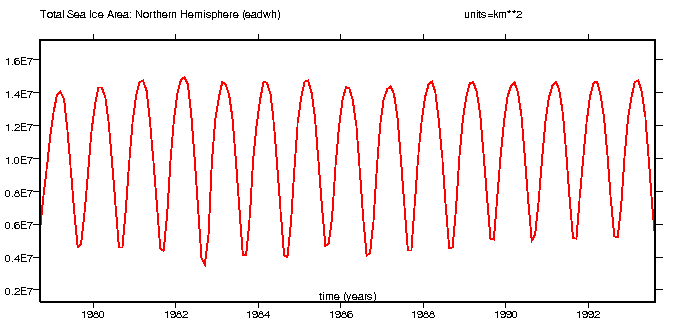 Total Sea Ice Area: Northern Hemisphere (eadwh) units=km**2
1.6E7
1.4E7
1.2E7
1.0E7
0.8E7
0.6E7
0.4E7
0.2E7
time (years)
1980 1982 1984 1986 1988 1990 1992